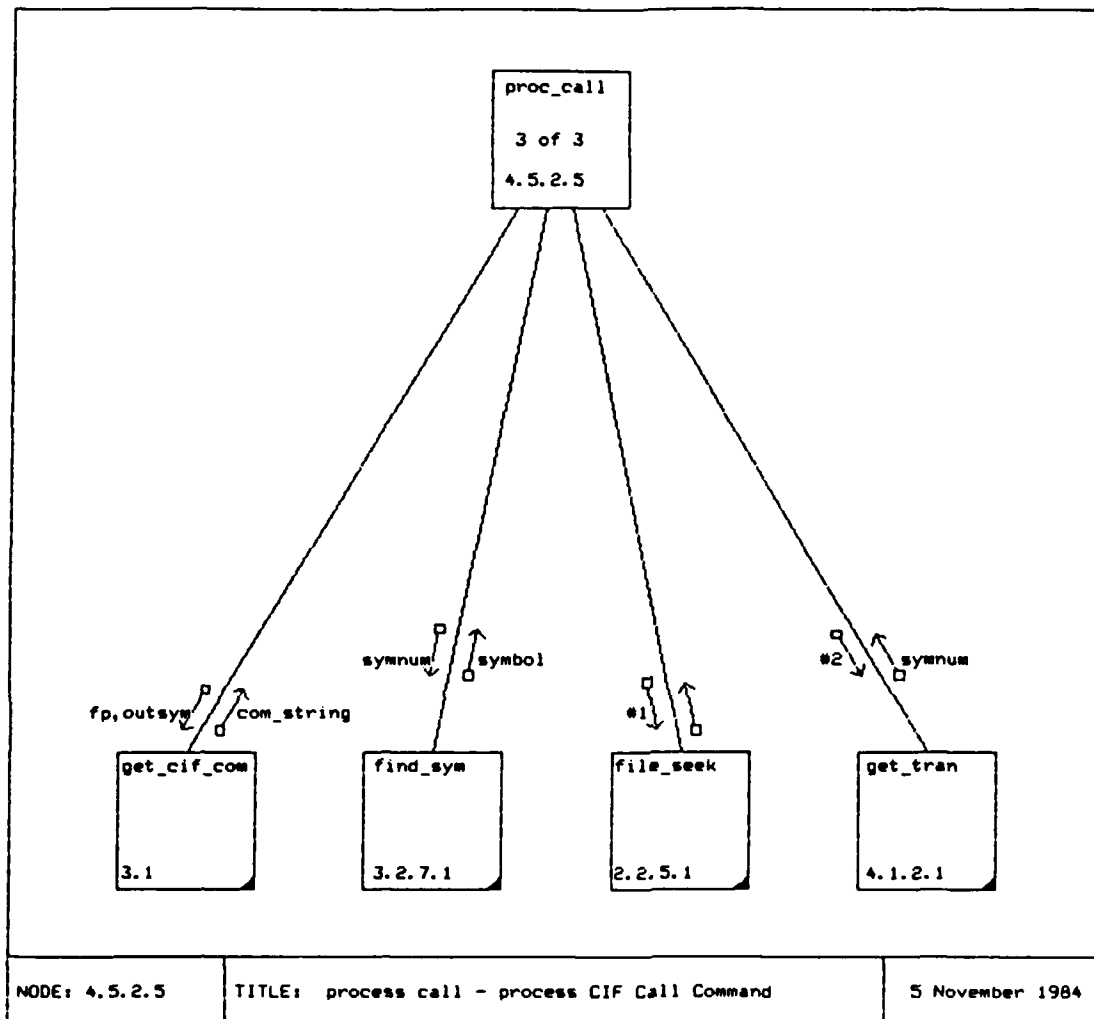 proc_call
3 of 3
4.5.2.5
symnum
symbol
#2
symnum
fp,outsym
com_string
#1
get_cif_com
find_sym
file_seek
get_tran
3.1
3.2.7.1
2.2.5.1
4.1.2.1
NODE: 4.5.2.5
TITLE: process call - process CIF Call Command
5 November 1984